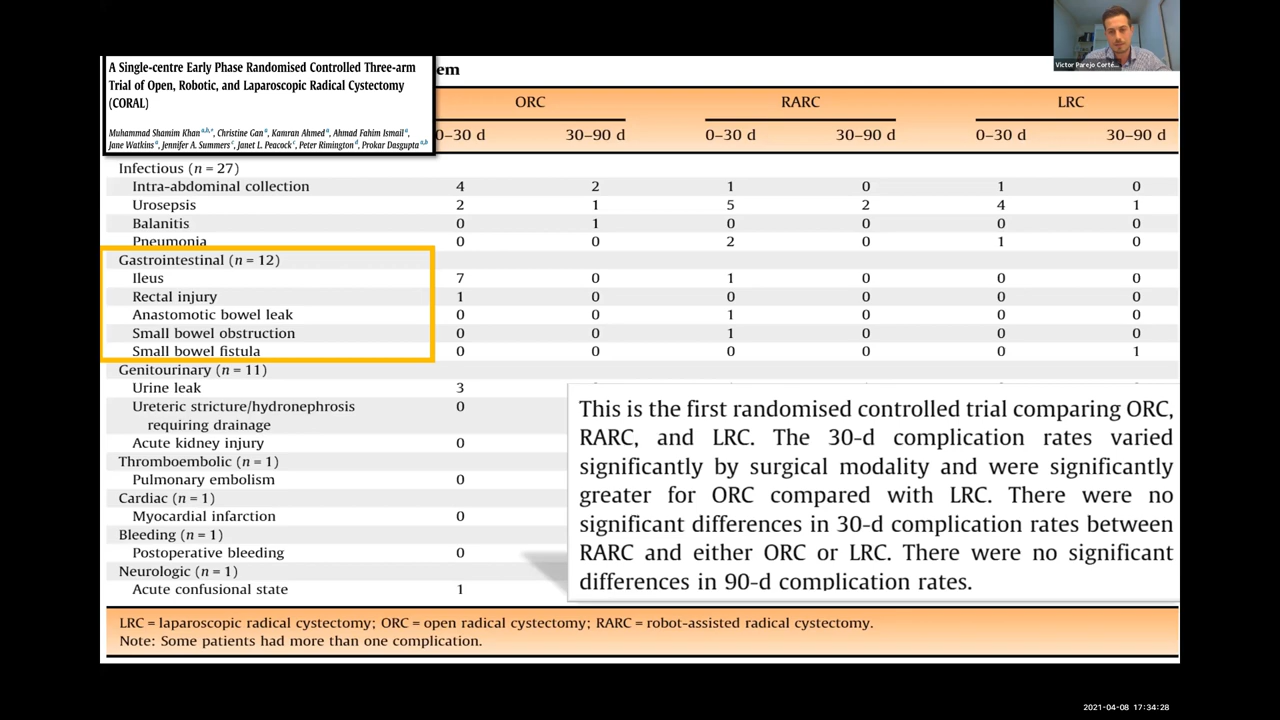 Victor Parejo Corté...
A Single-centre Early Phase Randomised Controlled Three-arm
Trial of Open, Robotic, and Laparoscopic Radical Cystectomy
(CORAL)
Muhammad Shamim Khan a,b,*, Christine Gan a, Kamran Ahmed a, Ahmad Fahim Ismail a,
Jane Watkins c, Jennifer A. Summers c, Janet L. Peacock c, Peter Rimington d, Prokar Dasgupta a,b
em
ORC RARC LRC
0–30 d 30–90 d 0–30 d 30–90 d 0–30 d 30–90 d
Infectious (n = 27)
Intra-abdominal collection 4 2 1 0 1 0
Urosepsis 2 1 5 2 4 1
Balanitis 0 1 0 0 0 0
Pneumonia 0 0 2 0 1 0
Gastrointestinal (n = 12)
Ileus 7 0 1 0 0 0
Rectal injury 1 0 0 0 0 0
Anastomotic bowel leak 0 0 1 0 0 0
Small bowel obstruction 0 0 1 0 0 0
Small bowel fistula 0 0 0 0 0 1
Genitourinary (n = 11)
Urine leak 3
Ureteric stricture/hydronephrosis 0
requiring drainage
Acute kidney injury 0
Thromboembolic (n = 1)
Pulmonary embolism 0
Cardiac (n = 1)
Myocardial infarction 0
Bleeding (n = 1)
Postoperative bleeding 0
Neurologic (n = 1)
Acute confusional state 1
This is the first randomised controlled trial comparing ORC,
RARC, and LRC. The 30-d complication rates varied
significantly by surgical modality and were significantly
greater for ORC compared with LRC. There were no
significant differences in 30-d complication rates between
RARC and either ORC or LRC. There were no significant
differences in 90-d complication rates.
LRC = laparoscopic radical cystectomy; ORC = open radical cystectomy; RARC = robot-assisted radical cystectomy.
Note: Some patients had more than one complication.
2021-04-08 17:34:28